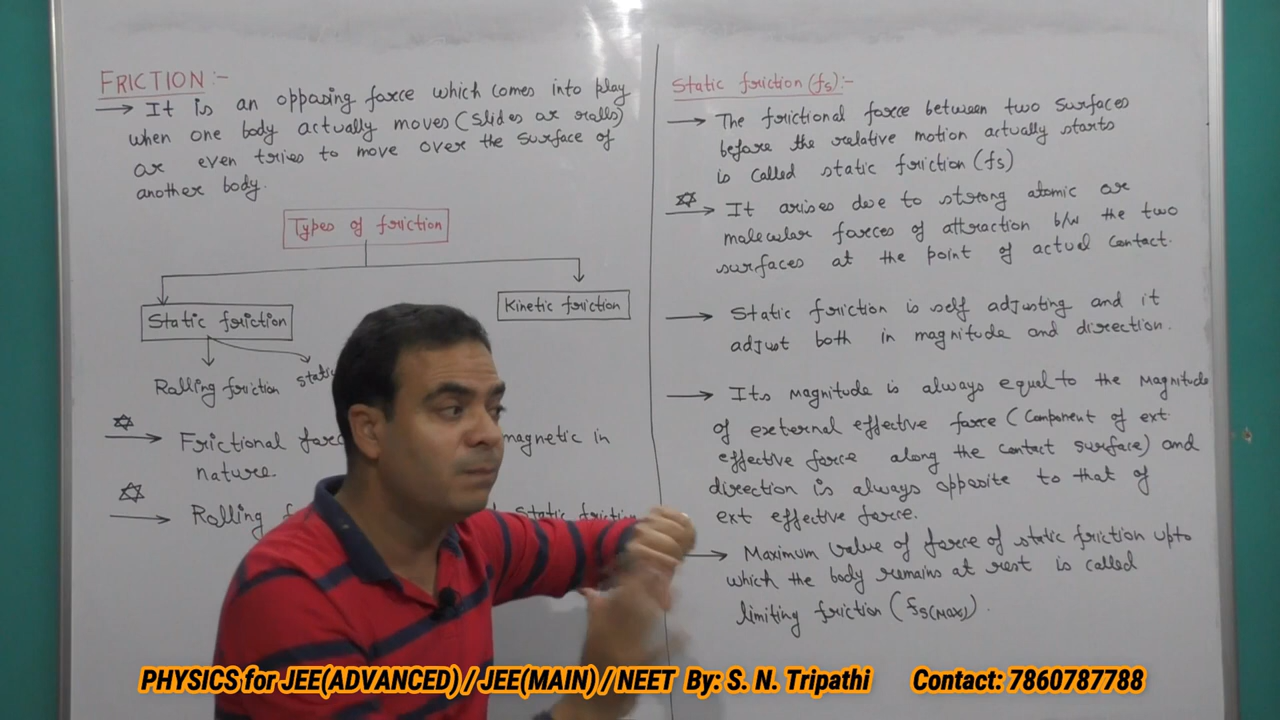 FRICTION :-
→ It is an opposing force which comes into play
when one body actually moves (slides or rolls)
or even tries to move over the surface of
another body.
Types of friction
Static friction
Kinetic friction
Rolling friction
→ Frictional magnetic in
nature.
→ Rolling static friction
Static friction (fs):-
→ The frictional force between two surfaces
before the relative motion actually starts
is called static friction (fs)
→ It arises due to strong atomic or
molecular forces of attraction b/w the two
surfaces at the point of actual contact.
→ Static friction is self adjusting and it
adjust both in magnitude and direction.
→ Its magnitude is always equal to the magnitude
of external effective force (Component of ext
effective force along the contact surface) and
direction is always opposite to that of
ext effective force.
→ Maximum value of force of static friction upto
which the body remains at rest is called
limiting friction (fs(max)).
PHYSICS for JEE(ADVANCED) / JEE(MAIN) / NEET By: S. N. Tripathi Contact: 7860787788